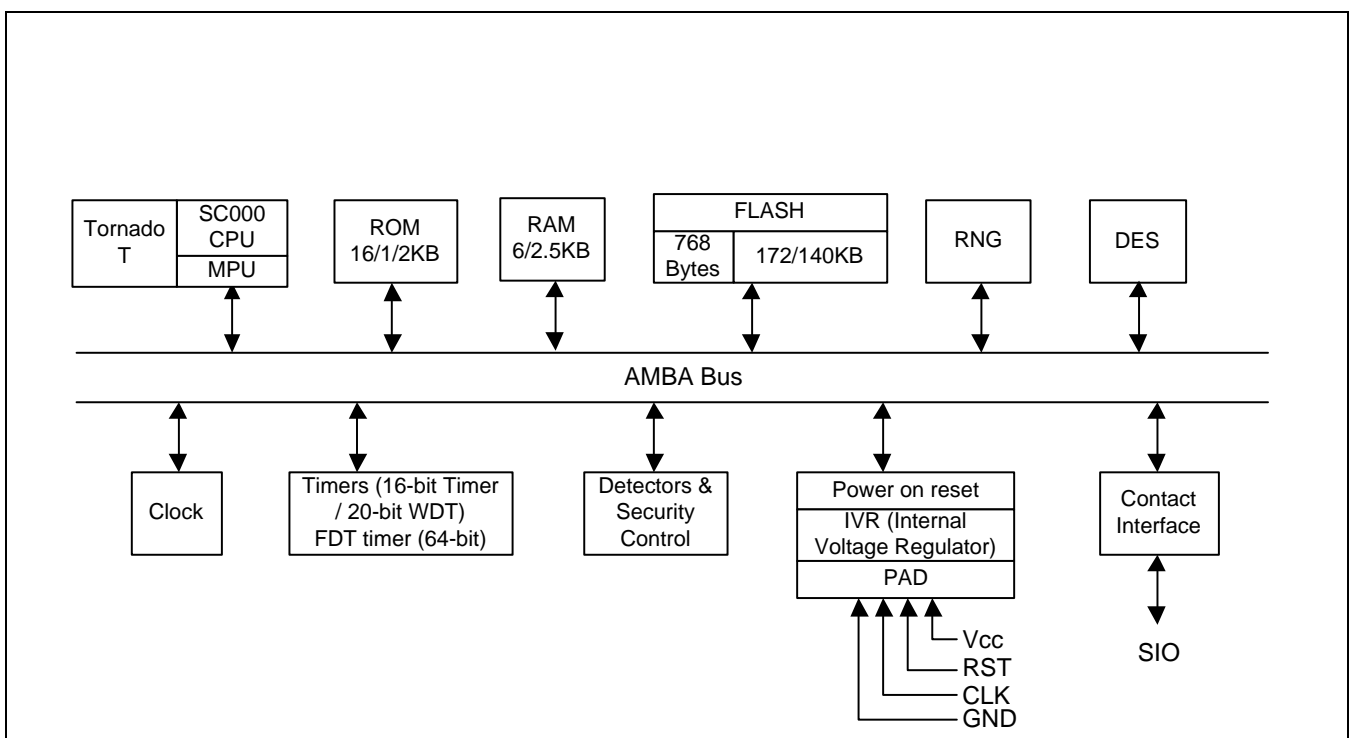 Tornado
T
SC000
CPU
MPU
ROM
16/1/2KB
RAM
6/2.5KB
FLASH
768
Bytes
172/140KB
RNG
DES
AMBA Bus
Clock
Timers (16-bit Timer
/ 20-bit WDT)
FDT timer (64-bit)
Detectors &
Security
Control
Power on reset
IVR (Internal
Voltage Regulator)
PAD
Contact
Interface
Vcc
RST
CLK
GND
SIO